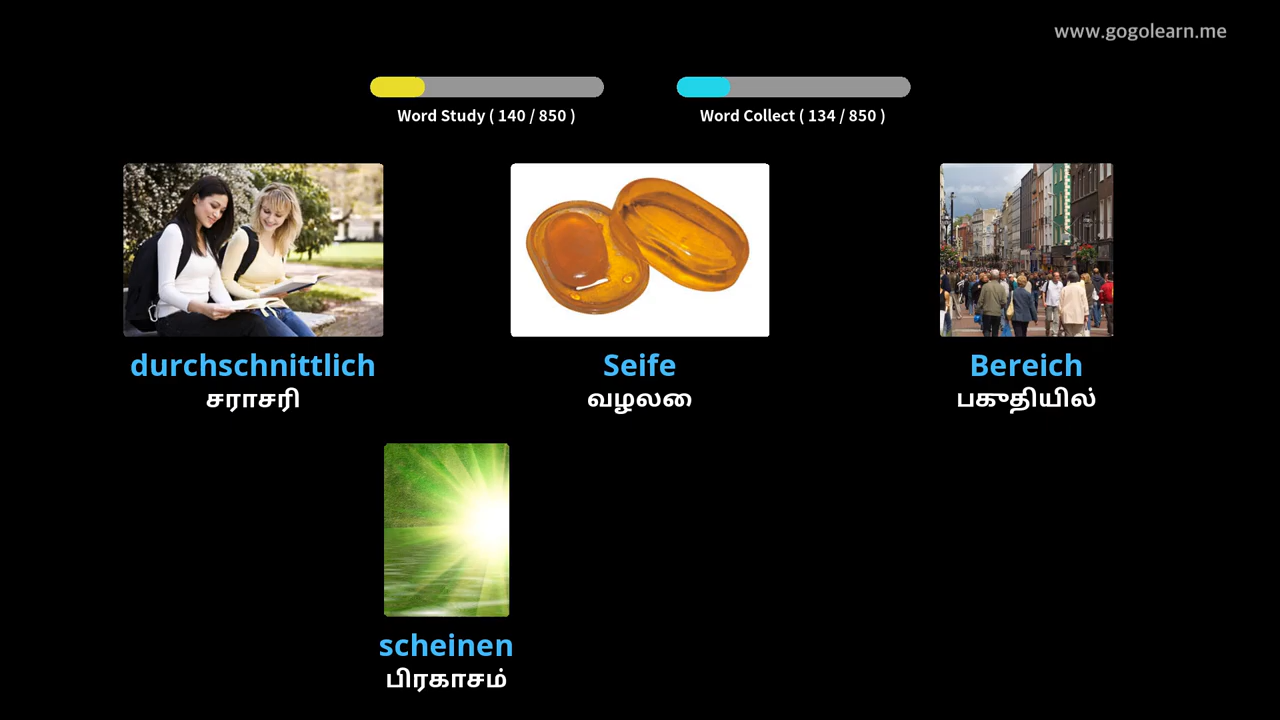 www.gogolearn.me
Word Study ( 140 / 850 )
Word Collect ( 134 / 850 )
durchschnittlich
சராசரி
Seife
வழலை
Bereich
பகுதியில்
scheinen
பிரகாசம்